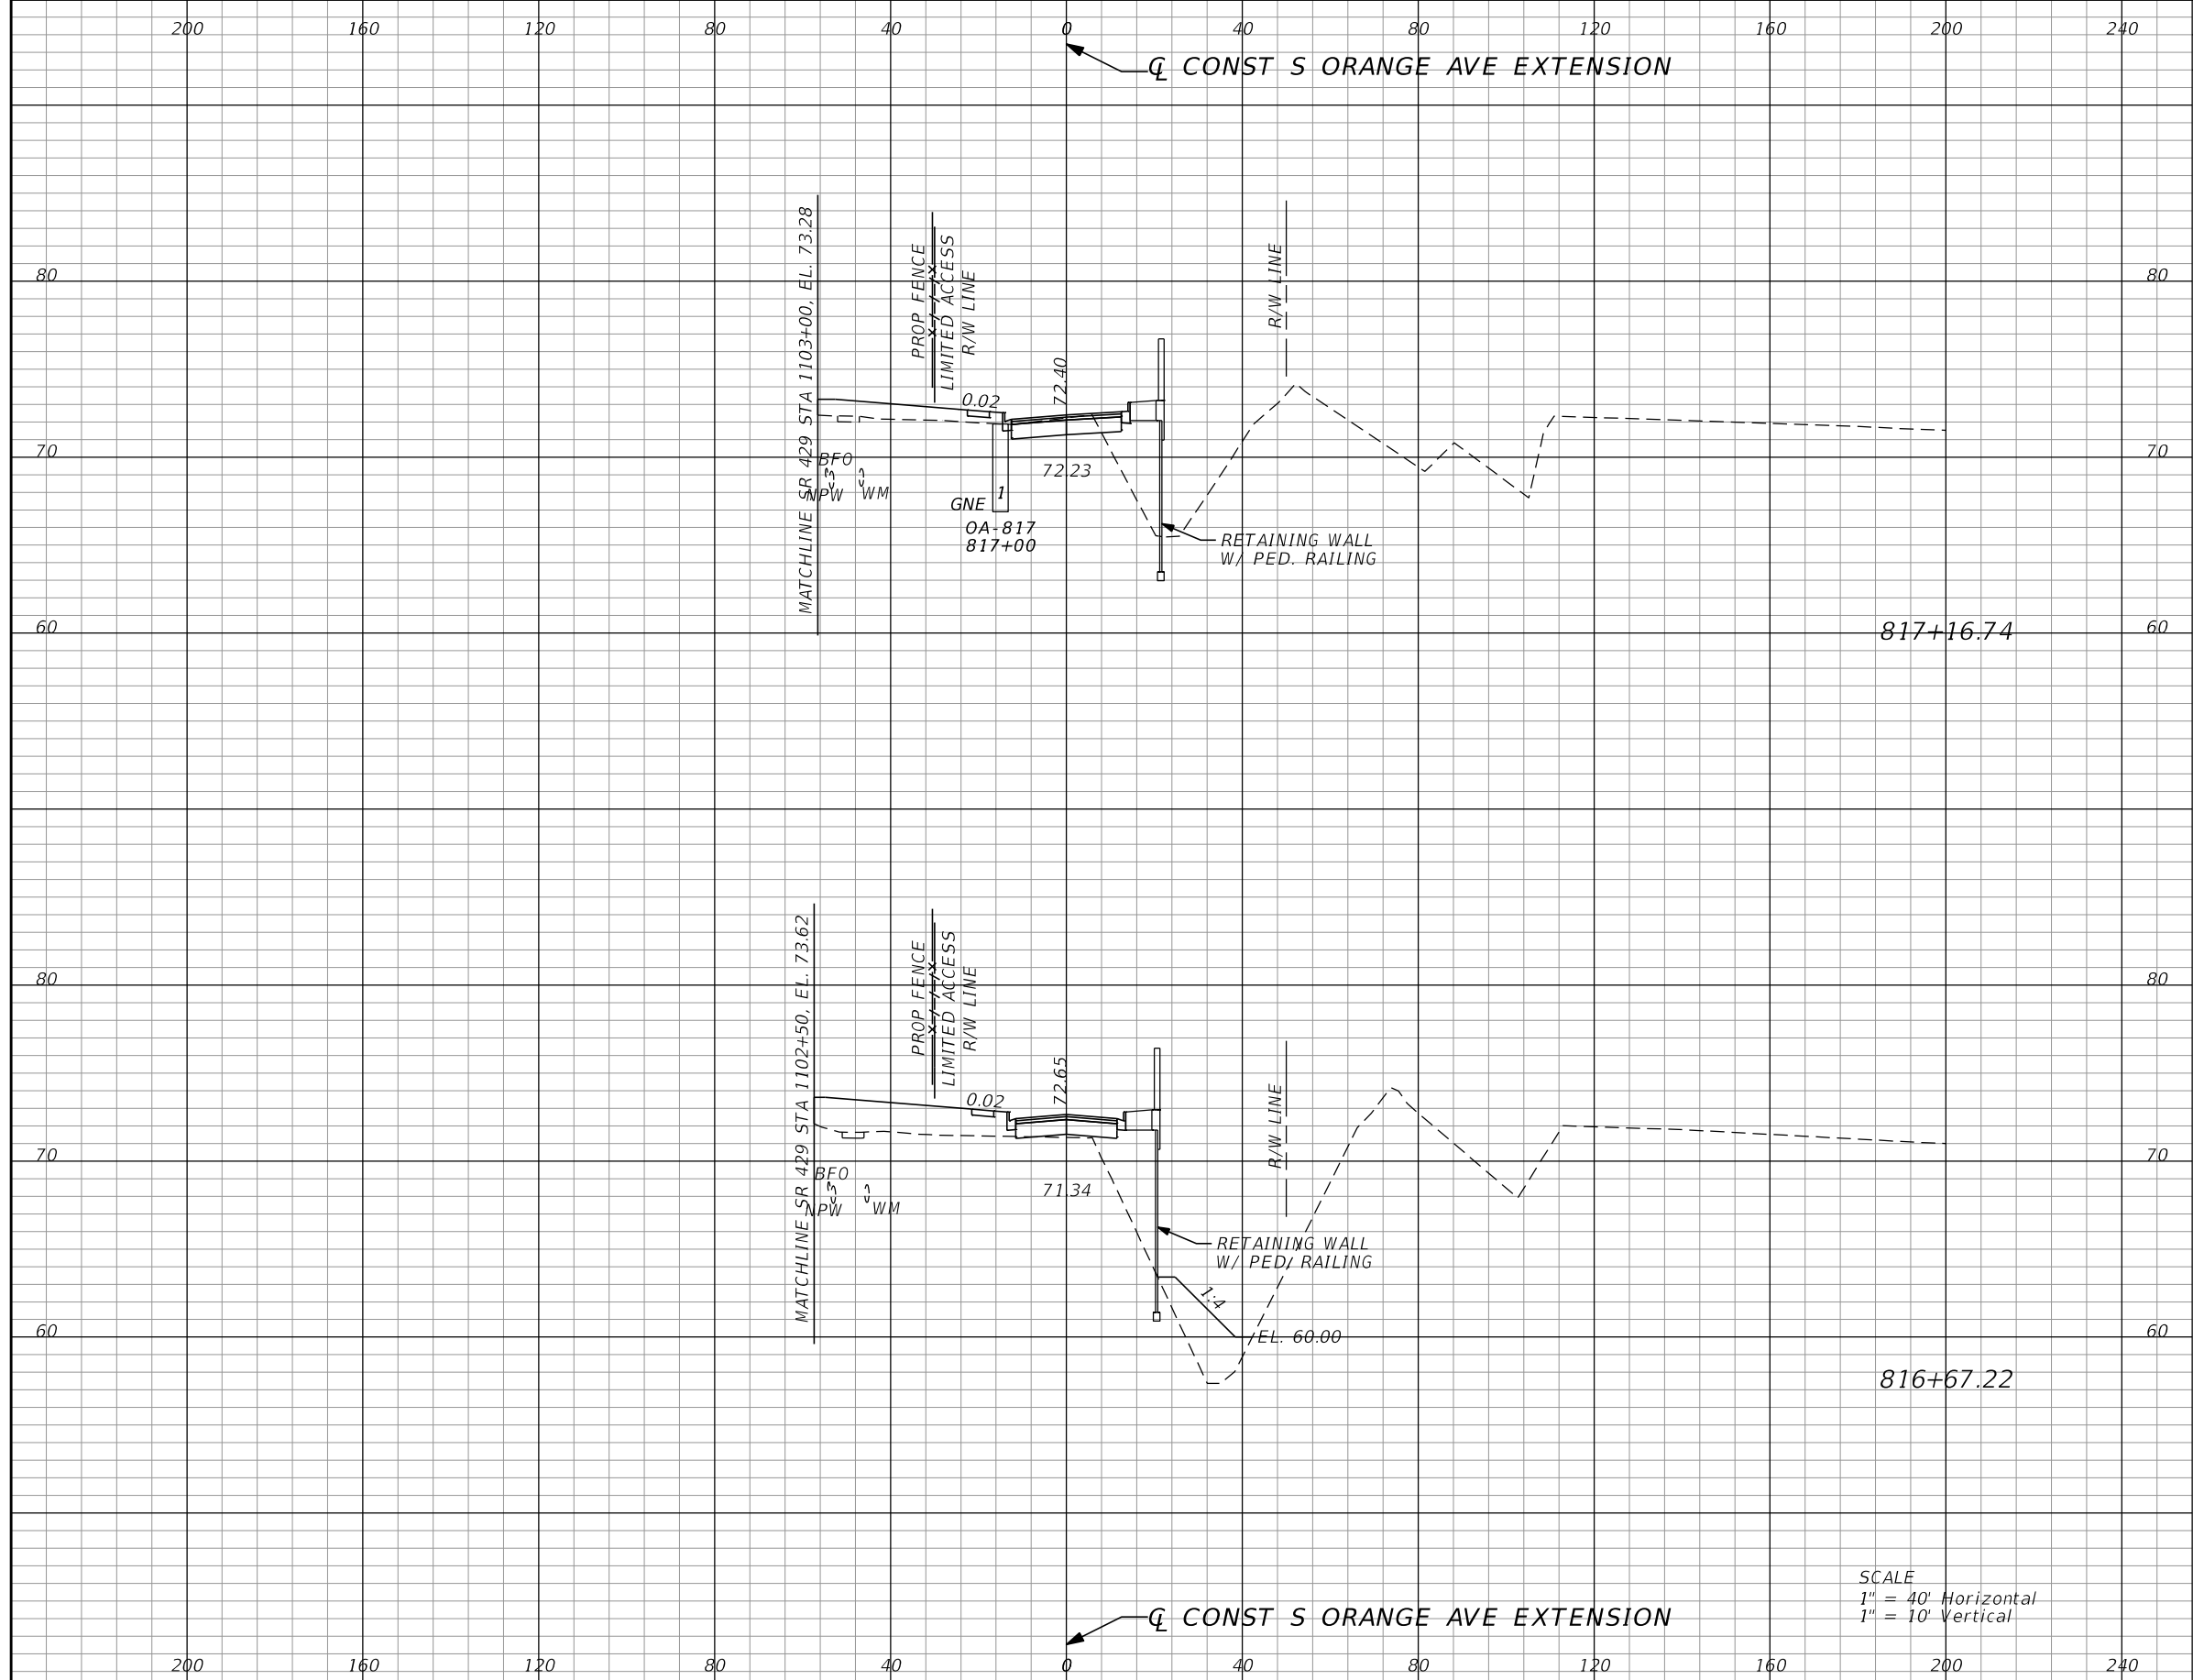 200 160 120 80 40 0 40 80 120 160 200 240
℄ CONST S ORANGE AVE EXTENSION
MATCHLINE SR 429 STA 1103+00, EL. 73.28
PROP FENCE
LIMITED ACCESS
R/W LINE
R/W LINE
80 80
72.40
0.02
70 70
BFO
72.23
NPW WM
GNE 1
OA-817
817+00
RETAINING WALL
W/ PED. RAILING
60 60
817+16.74
MATCHLINE SR 429 STA 1102+50, EL. 73.62
PROP FENCE
LIMITED ACCESS
R/W LINE
R/W LINE
80 80
72.65
0.02
70 70
BFO
71.34
NPW WM
RETAINING WALL
W/ PED. RAILING
1:4
60 EL. 60.00 60
816+67.22
SCALE
1" = 40' Horizontal
1" = 10' Vertical
℄ CONST S ORANGE AVE EXTENSION
200 160 120 80 40 0 40 80 120 160 200 240